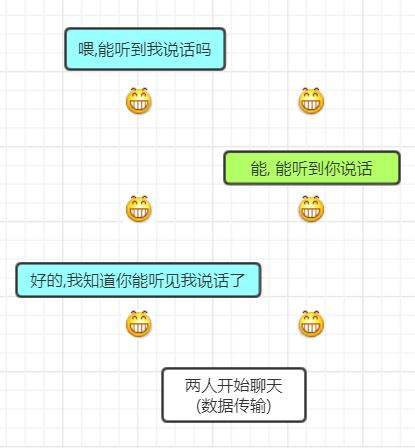 喂,能听到我说话吗
能, 能听到你说话
好的,我知道你能听见我说话了
两人开始聊天
(数据传输)